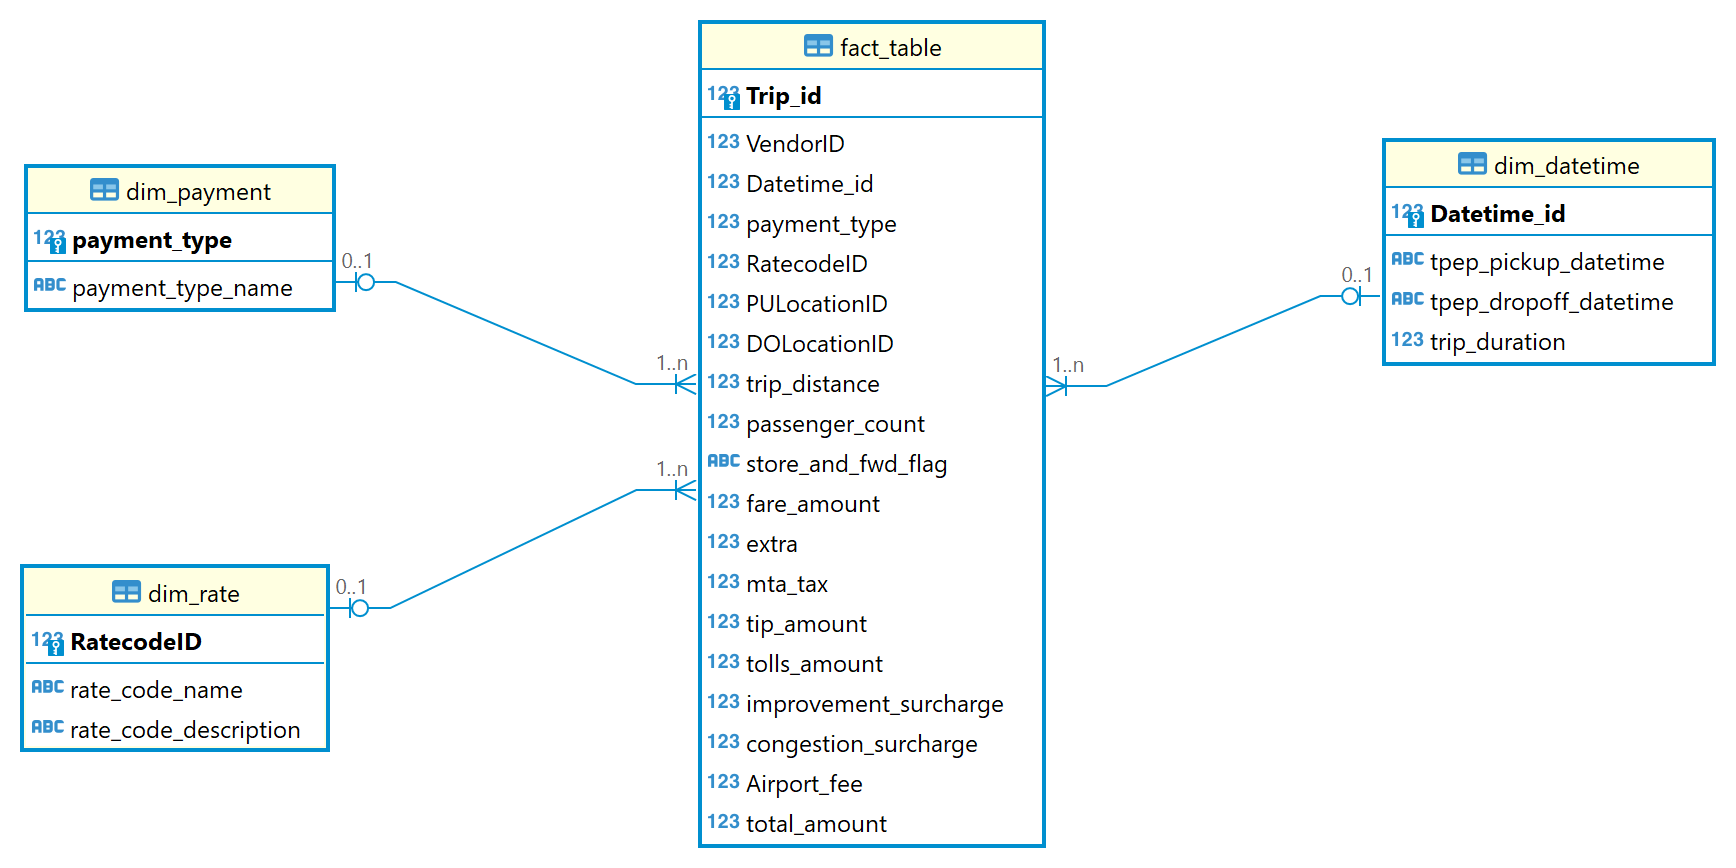 fact_table
123 Trip_id
123 VendorID
123 Datetime_id
123 payment_type
123 RatecodeID
123 PULocationID
123 DOLocationID
123 trip_distance
123 passenger_count
ABC store_and_fwd_flag
123 fare_amount
123 extra
123 mta_tax
123 tip_amount
123 tolls_amount
123 improvement_surcharge
123 congestion_surcharge
123 Airport_fee
123 total_amount
dim_payment
123 payment_type
ABC payment_type_name
0..1
1..n
dim_rate
123 RatecodeID
ABC rate_code_name
ABC rate_code_description
0..1
1..n
dim_datetime
123 Datetime_id
ABC tpep_pickup_datetime
ABC tpep_dropoff_datetime
123 trip_duration
0..1
1..n